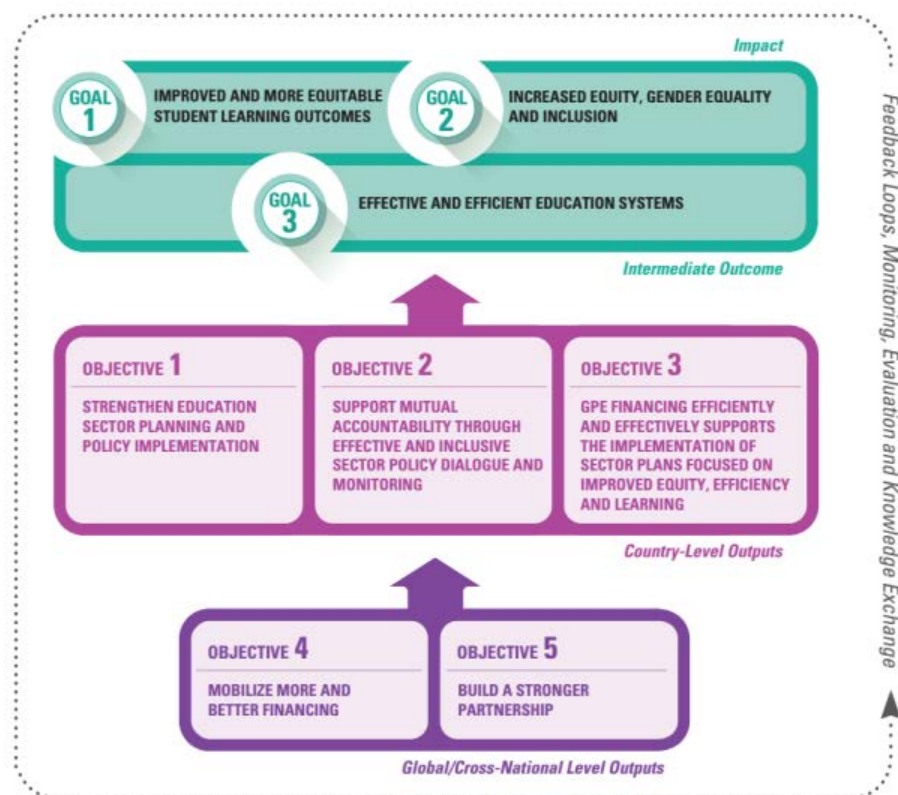 Impact
GOAL
1
IMPROVED AND MORE EQUITABLE
STUDENT LEARNING OUTCOMES
GOAL
2
INCREASED EQUITY, GENDER EQUALITY
AND INCLUSION
GOAL
3
EFFECTIVE AND EFFICIENT EDUCATION SYSTEMS
Intermediate Outcome
OBJECTIVE 1
STRENGTHEN EDUCATION
SECTOR PLANNING AND
POLICY IMPLEMENTATION
OBJECTIVE 2
SUPPORT MUTUAL
ACCOUNTABILITY THROUGH
EFFECTIVE AND INCLUSIVE
SECTOR POLICY DIALOGUE AND
MONITORING
OBJECTIVE 3
GPE FINANCING EFFICIENTLY
AND EFFECTIVELY SUPPORTS
THE IMPLEMENTATION OF
SECTOR PLANS FOCUSED ON
IMPROVED EQUITY, EFFICIENCY
AND LEARNING
Country-Level Outputs
OBJECTIVE 4
MOBILIZE MORE AND
BETTER FINANCING
OBJECTIVE 5
BUILD A STRONGER
PARTNERSHIP
Global/Cross-National Level Outputs
Feedback Loops, Monitoring, Evaluation and Knowledge Exchange